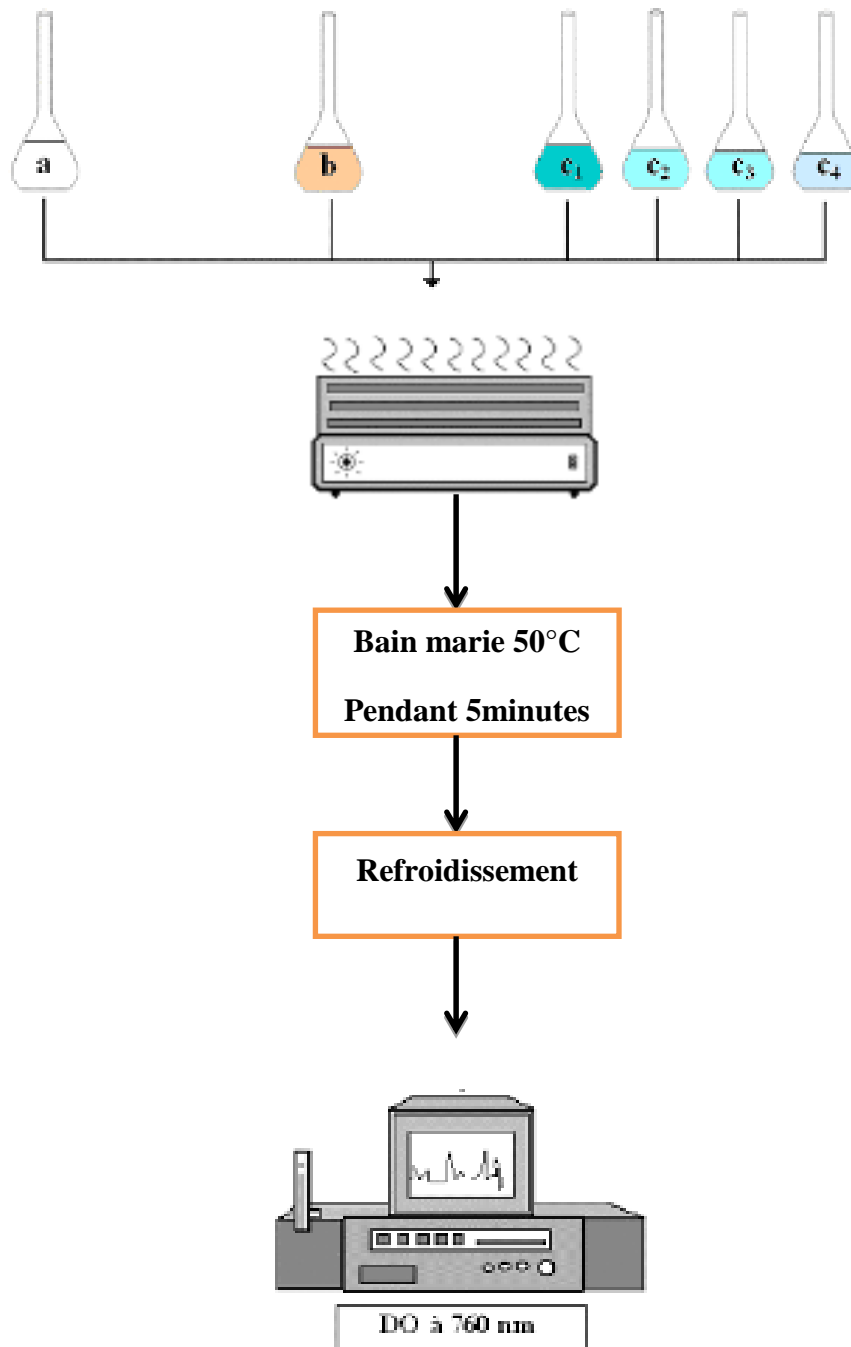 a b c1 c2 c3 c4
Bain marie 50°C
Pendant 5minutes
Refroidissement
DO à 760 nm